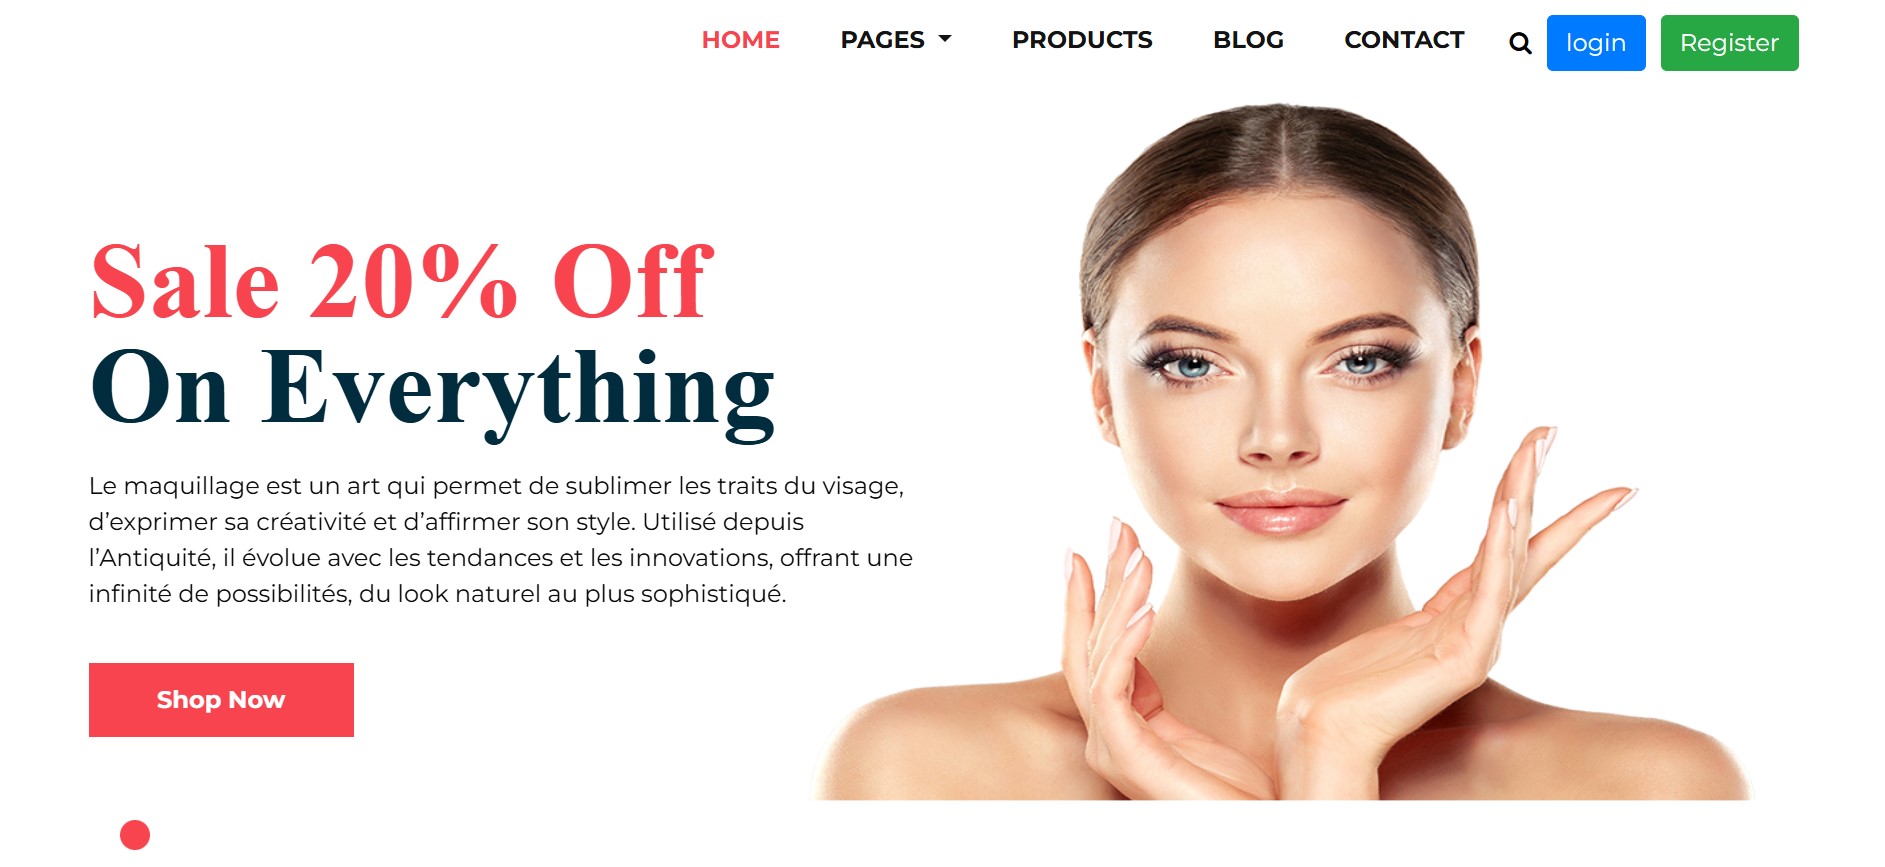 HOME PAGES PRODUCTS BLOG CONTACT login Register
Sale 20% Off
On Everything
Le maquillage est un art qui permet de sublimer les traits du visage,
d’exprimer sa créativité et d’affirmer son style. Utilisé depuis
l’Antiquité, il évolue avec les tendances et les innovations, offrant une
infinité de possibilités, du look naturel au plus sophistiqué.
Shop Now